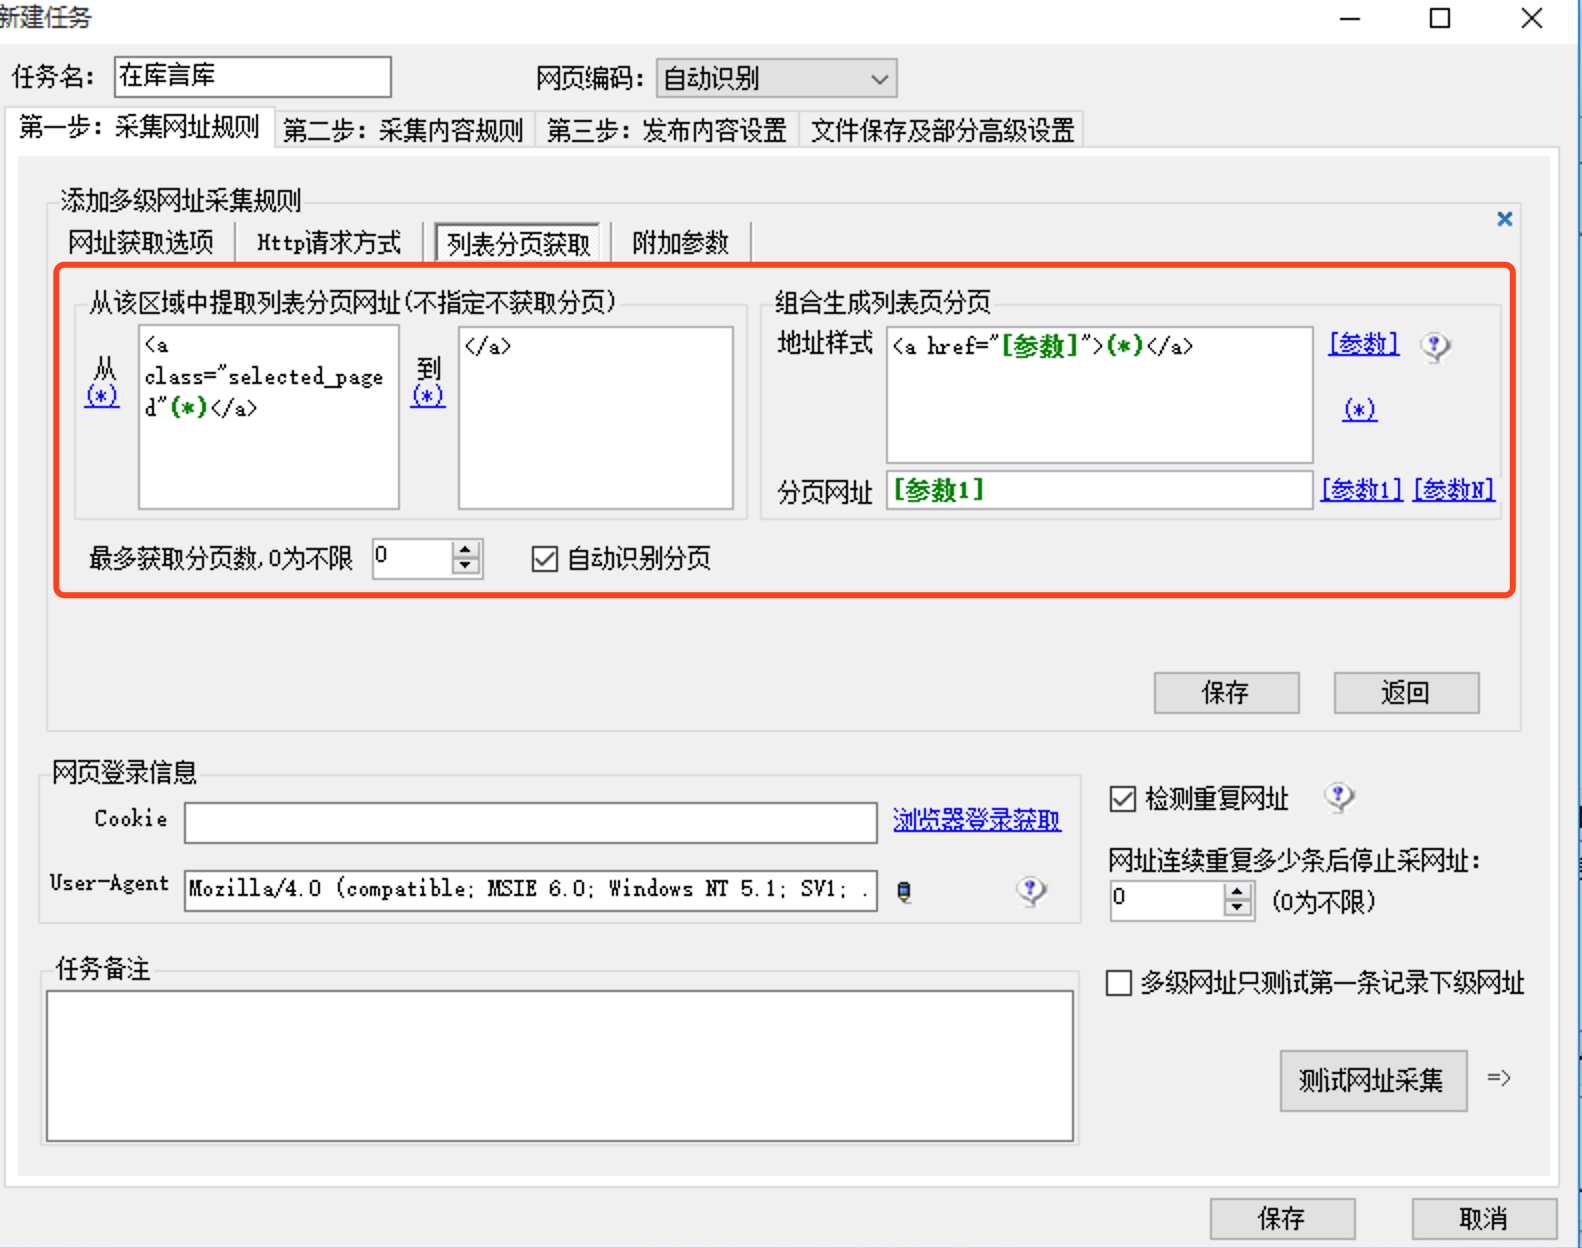 新建任务
任务名： 在库言库 网页编码： 自动识别
第一步：采集网址规则 第二步：采集内容规则 第三步：发布内容设置 文件保存及部分高级设置
添加多级网址采集规则
网址获取选项 Http请求方式 列表分页获取 附加参数
从该区域中提取列表分页网址(不指定不获取分页)
从
(*)
<a
class="selected_page
d"(*)</a>
到
(*)
</a>
组合生成列表页分页
地址样式 <a href="[参数]">(*)</a> [参数]
(*)
分页网址 [参数1] [参数1] [参数N]
最多获取分页数,0为不限 0 自动识别分页
保存 返回
网页登录信息
Cookie 浏览器登录获取
User-Agent Mozilla/4.0 (compatible; MSIE 6.0; Windows NT 5.1; SV1; .
检测重复网址
网址连续重复多少条后停止采网址：
0 (0为不限)
任务备注
多级网址只测试第一条记录下级网址
测试网址采集 =>
保存 取消